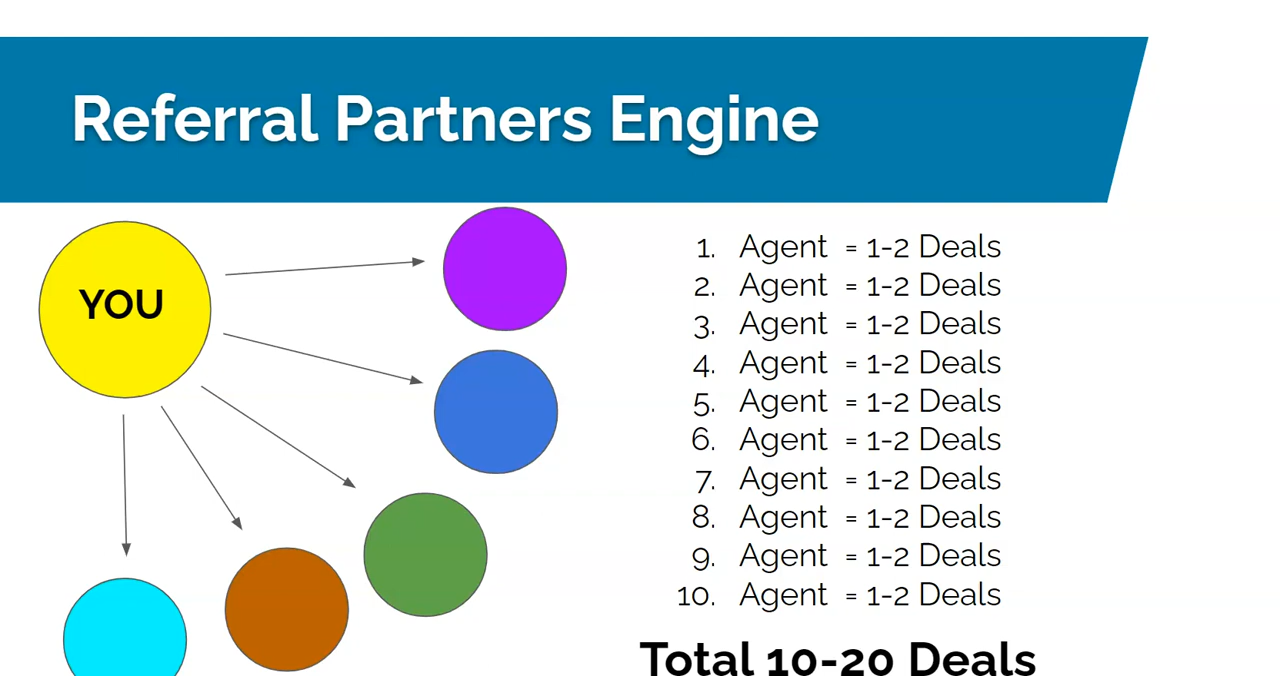 Referral Partners Engine
YOU
1. Agent = 1-2 Deals
2. Agent = 1-2 Deals
3. Agent = 1-2 Deals
4. Agent = 1-2 Deals
5. Agent = 1-2 Deals
6. Agent = 1-2 Deals
7. Agent = 1-2 Deals
8. Agent = 1-2 Deals
9. Agent = 1-2 Deals
10. Agent = 1-2 Deals
Total 10-20 Deals